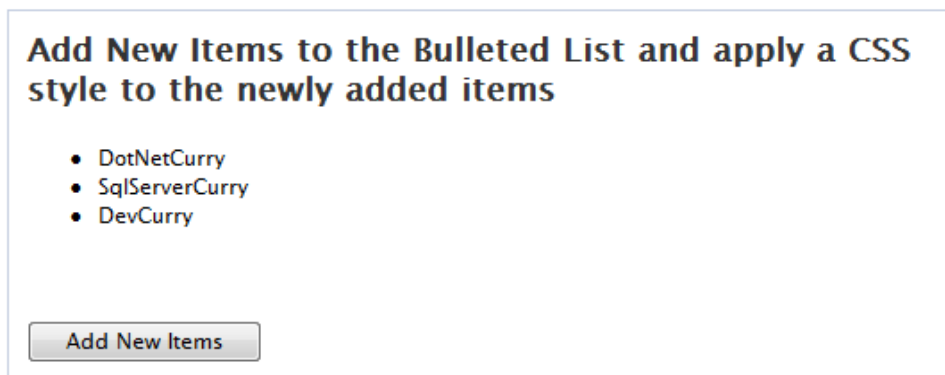 Add New Items to the Bulleted List and apply a CSS
style to the newly added items
• DotNetCurry
• SqlServerCurry
• DevCurry
Add New Items